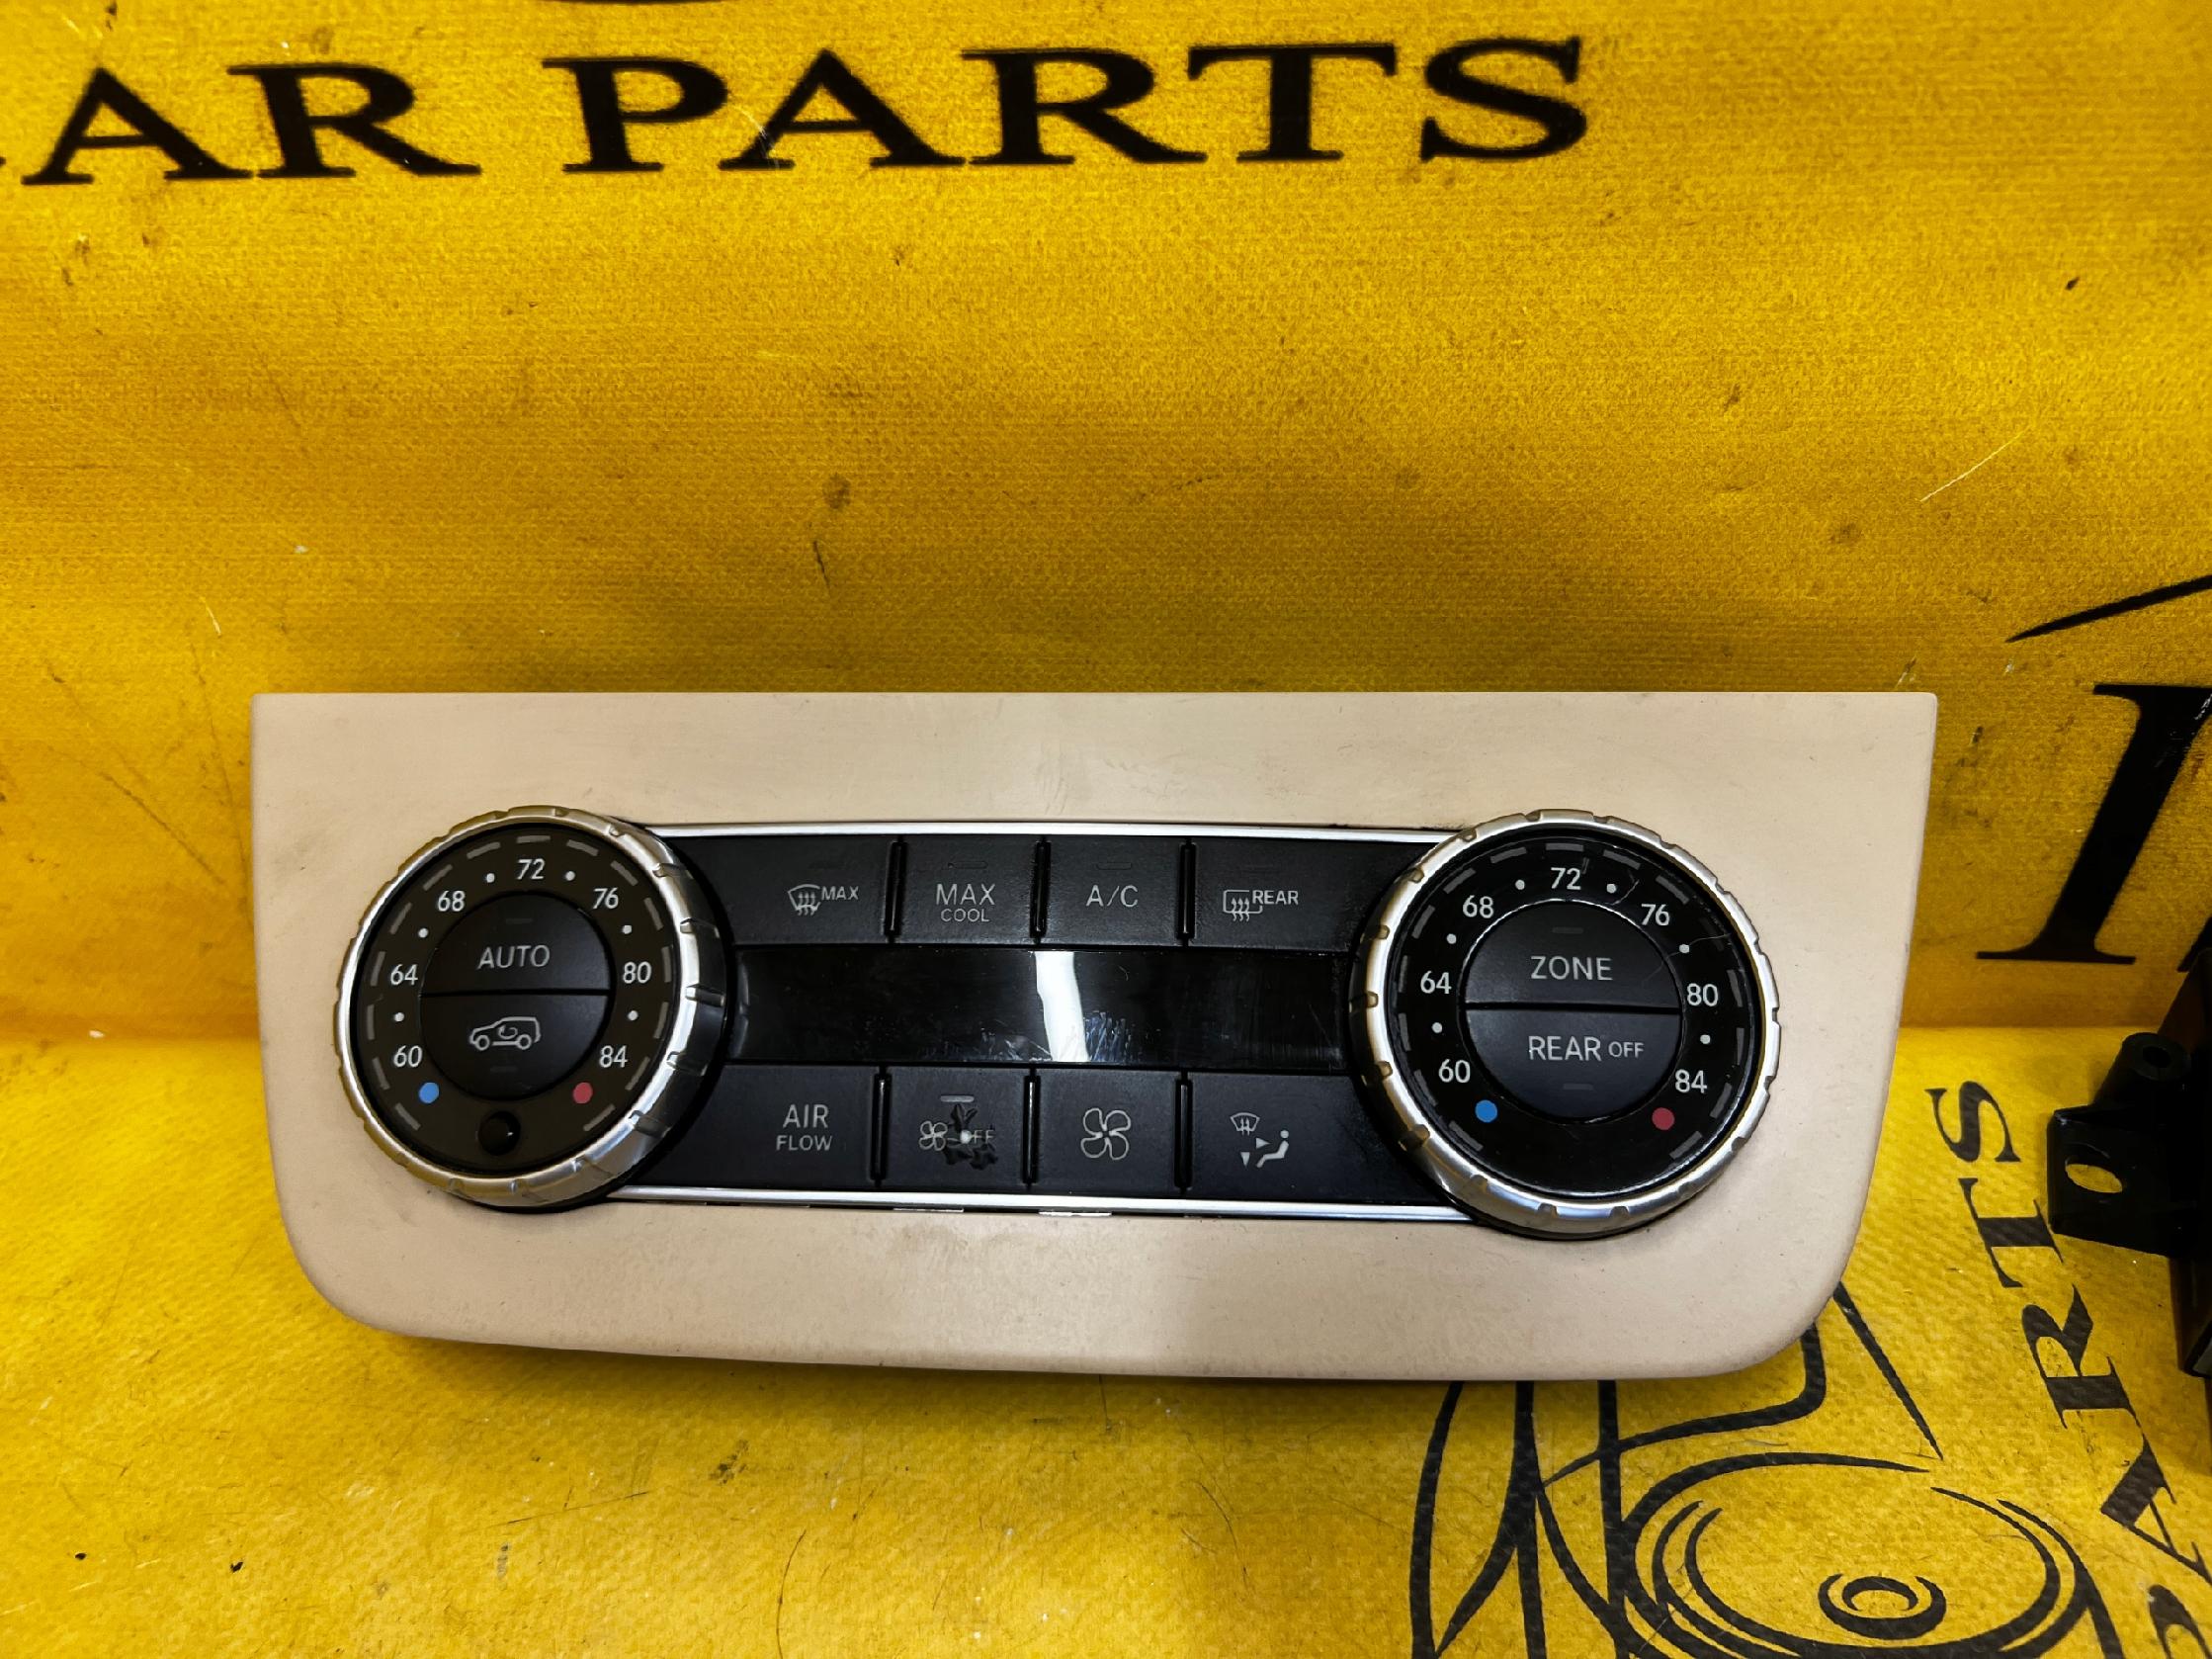 AR PARTS
72
68
76
AUTO
64
80
60
84
MAX
MAX
COOL
A/C
REAR
AIR
FLOW
72
68
76
ZONE
64
80
REAR OFF
60
84
PARTS